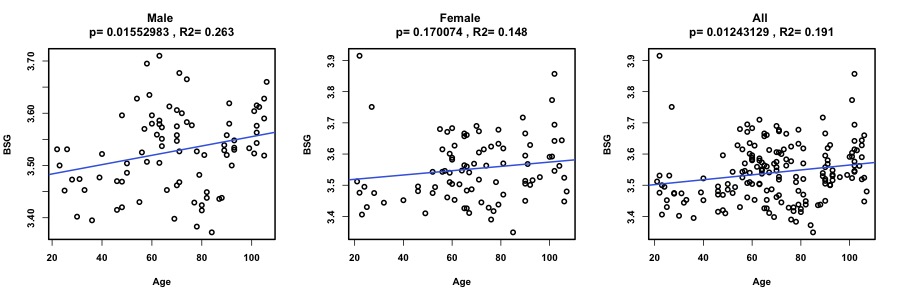 Male
p= 0.01552983 , R2= 0.263
BSG
3.70
3.60
3.50
3.40
20 40 60 80 100
Age
Female
p= 0.170074 , R2= 0.148
BSG
3.9
3.8
3.7
3.6
3.5
3.4
20 40 60 80 100
Age
All
p= 0.01243129 , R2= 0.191
BSG
3.9
3.8
3.7
3.6
3.5
3.4
20 40 60 80 100
Age